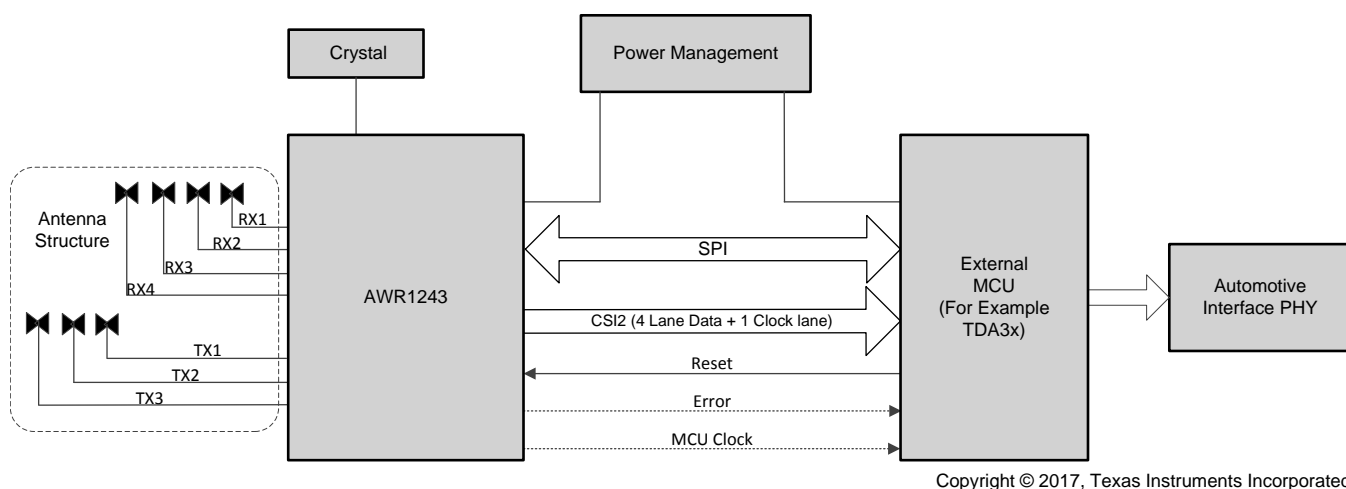 Crystal
Power Management
Antenna
Structure
RX1
RX2
RX3
RX4
TX1
TX2
TX3
AWR1243
SPI
CSI2 (4 Lane Data + 1 Clock lane)
Reset
Error
MCU Clock
External
MCU
(For Example
TDA3x)
Automotive
Interface PHY
Copyright © 2017, Texas Instruments Incorporated